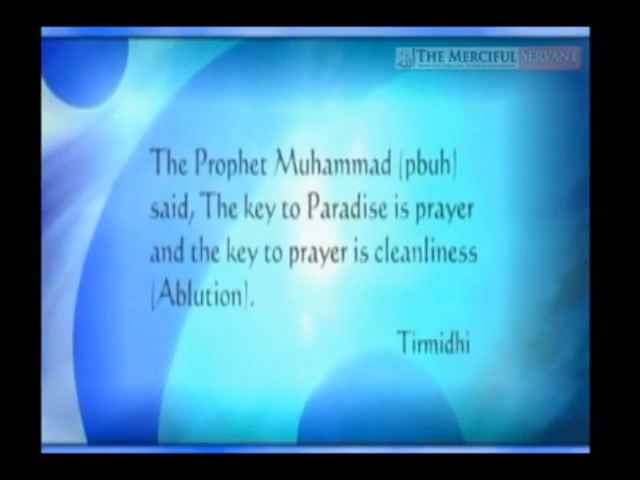 THE MERCIFUL SERVANT
The Prophet Muhammad (pbuh)
said, The key to Paradise is prayer
and the key to prayer is cleanliness
(Ablution).
Tirmidhi